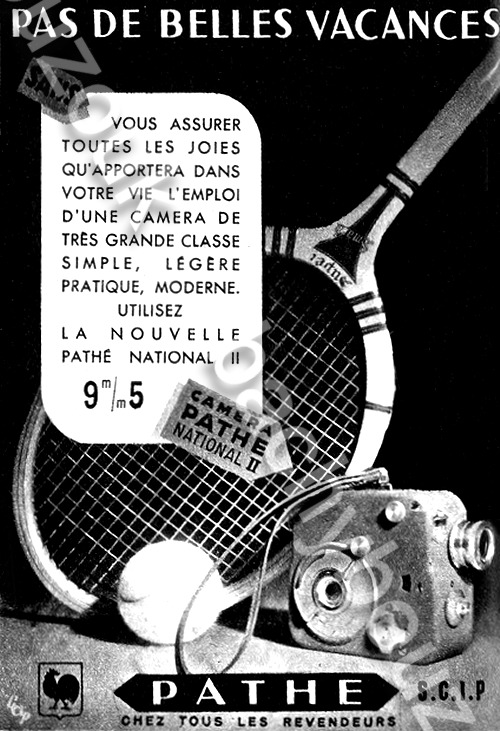 PAS DE BELLES VACANCES
SANS
VOUS ASSURER
TOUTES LES JOIES
QU'APPORTERA DANS
VOTRE VIE L'EMPLOI
D'UNE CAMERA DE
TRÈS GRANDE CLASSE
SIMPLE, LÉGÈRE
PRATIQUE, MODERNE.
UTILISEZ
LA NOUVELLE
PATHÉ NATIONAL II
9 m/m 5
CAMERA
PATHE
NATIONAL II
PATHE
S.C.I.P
CHEZ TOUS LES REVENDEURS